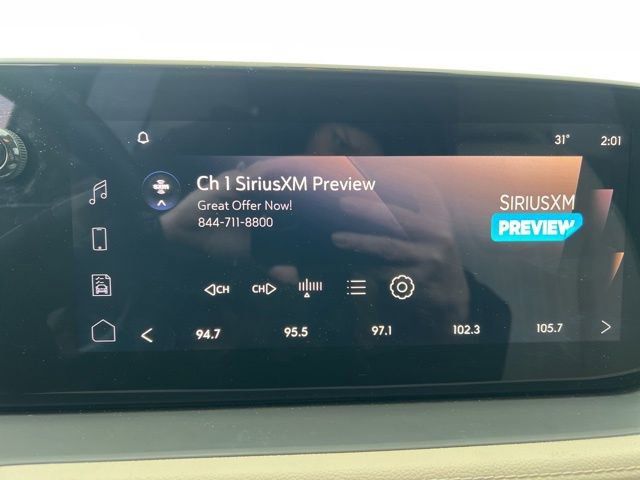 31° 2:01
SXM
Ch 1 SiriusXM Preview
Great Offer Now!
844-711-8800
SIRIUSXM
PREVIEW
CH CH
94.7 95.5 97.1 102.3 105.7